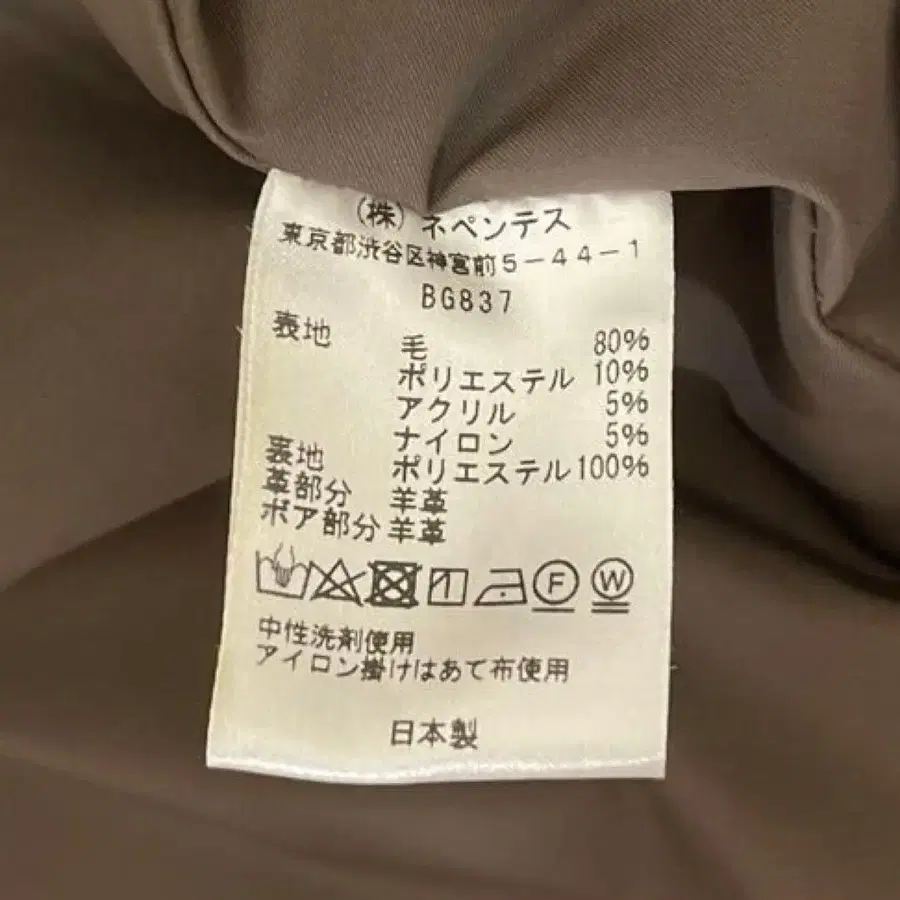 (株) ネペンテス
東京都渋谷区神宮前5-44-1
BG837
表地 毛 80%
ポリエステル 10%
アクリル 5%
ナイロン 5%
表地 ポリエステル 100%
革部分 羊革
ボア部分 羊革
F W
中性洗剤使用
アイロン掛けはあて布使用
日本製